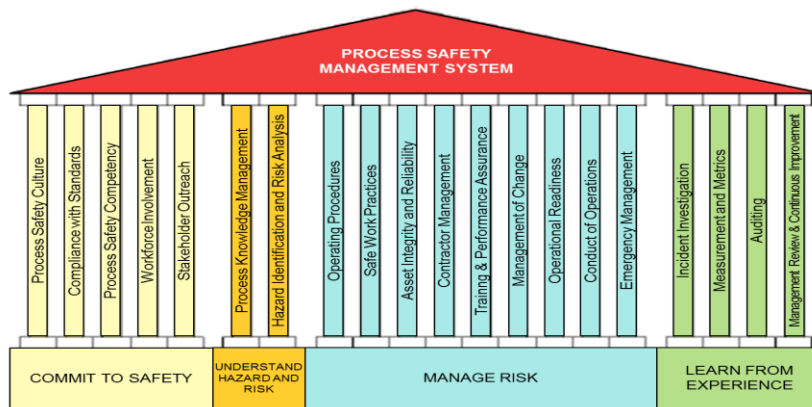 PROCESS SAFETY
MANAGEMENT SYSTEM
Process Safety Culture
Compliance with Standards
Process Safety Competency
Workforce Involvement
Stakeholder Outreach
Process Knowledge Management
Hazard Identification and Risk Analysis
Operating Procedures
Safe Work Practices
Asset Integrity and Reliability
Contractor Management
Trainng & Performance Assurance
Management of Change
Operational Readiness
Conduct of Operations
Emergency Management
Incident Investigation
Measurement and Metrics
Auditing
Management Review & Continuous Improvement
COMMIT TO SAFETY
UNDERSTAND
HAZARD AND
RISK
MANAGE RISK
LEARN FROM
EXPERIENCE